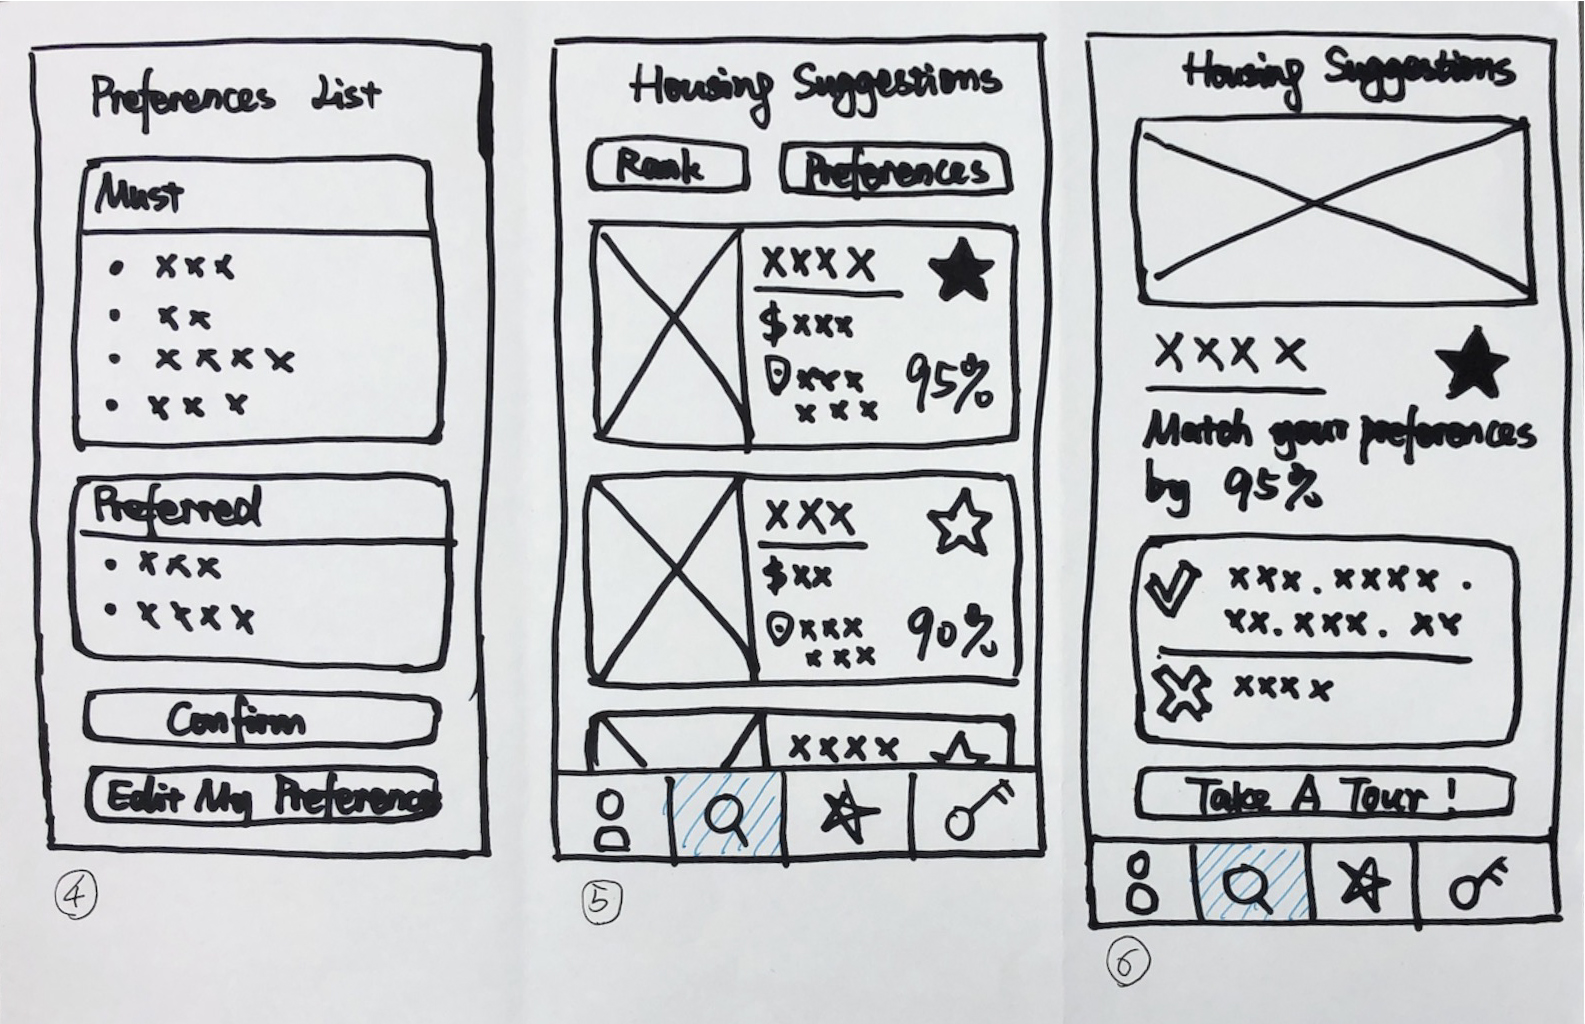 Preferences List
Must
• xxx
• xx
• xxxx
• xxx
Preferred
• xxx
• xxxx
Confirm
Edit My Preferences
4
Housing Suggestions
Rank
Preferences
XXXX
$xxx
xxx
xxx
95%
XXX
$xx
xxx
xxx
90%
xxxx
5
Housing Suggestions
XXXX
Match your preferences
by 95%
xxx.xxxx.
xx.xxx.xx
xxxx
Take A Tour!
6